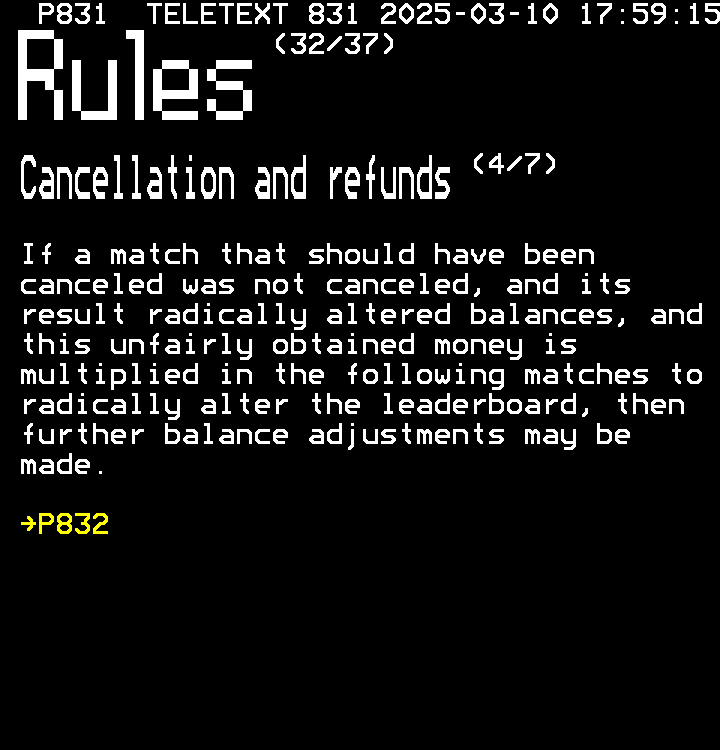 P831 TELETEXT 831 2025-03-10 17:59:15
Rules (32/37)
Cancellation and refunds (4/7)
If a match that should have been
canceled was not canceled, and its
result radically altered balances, and
this unfairly obtained money is
multiplied in the following matches to
radically alter the leaderboard, then
further balance adjustments may be
made.
→P832